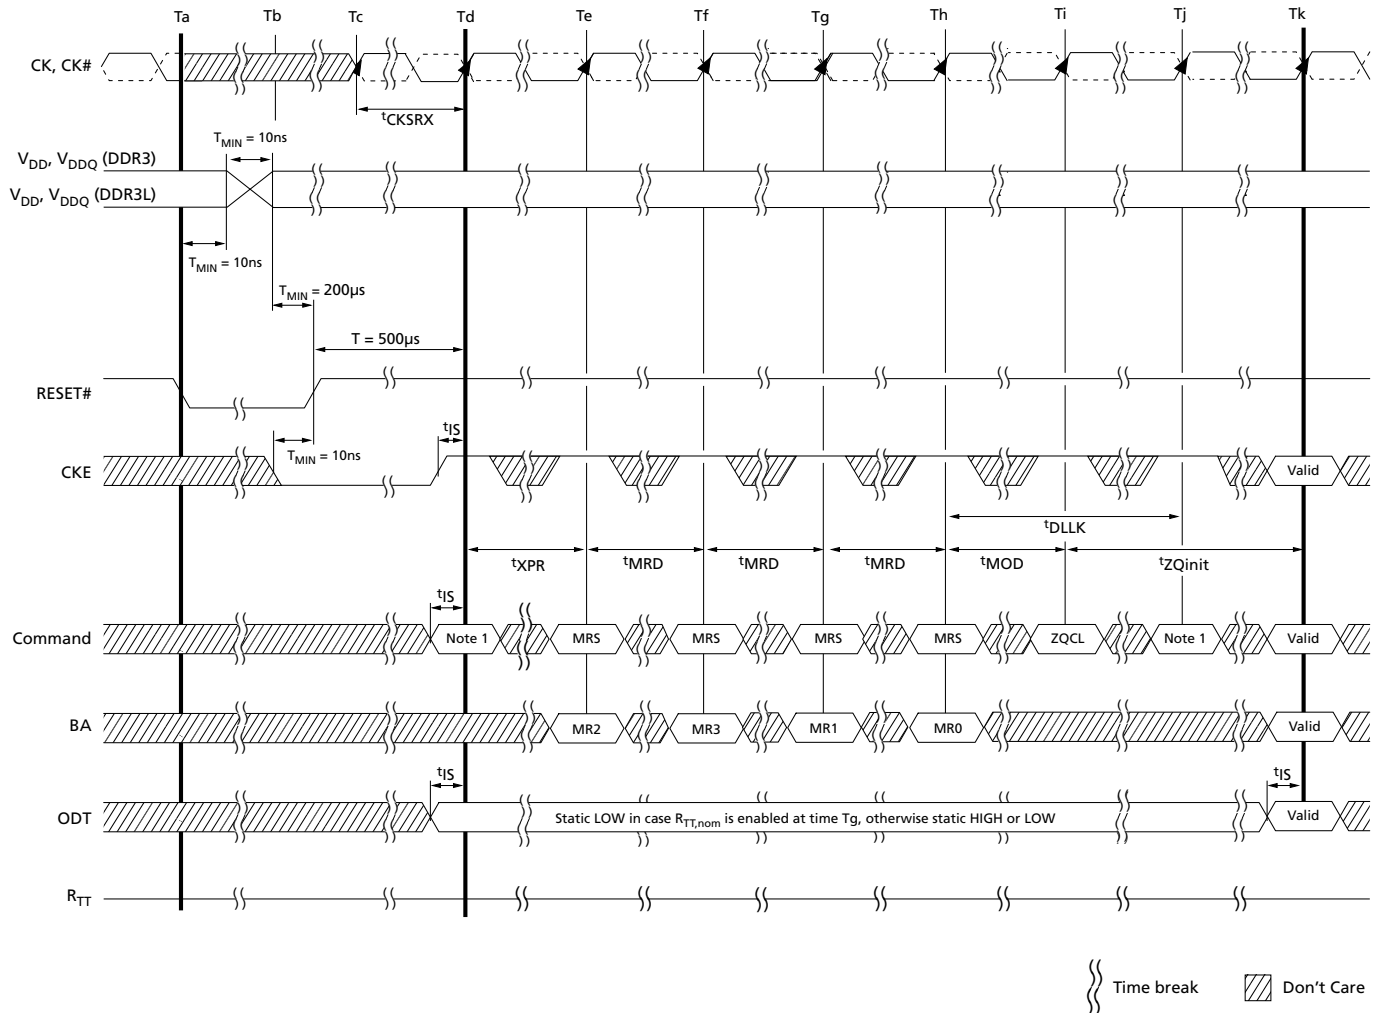 Ta Tb Tc Td Te Tf Tg Th Ti Tj Tk
CK, CK#
tCKSRX
TMIN = 10ns
VDD, VDDQ (DDR3)
VDD, VDDQ (DDR3L)
TMIN = 10ns
TMIN = 200µs
T = 500µs
RESET#
tIS
TMIN = 10ns
CKE
Valid
tDLLK
tXPR tMRD tMRD tMRD tMOD tZQinit
tIS
Command Note 1 MRS MRS MRS MRS ZQCL Note 1 Valid
BA MR2 MR3 MR1 MR0 Valid
tIS tIS
ODT Static LOW in case RTT,nom is enabled at time Tg, otherwise static HIGH or LOW Valid
RTT
Time break Don't Care